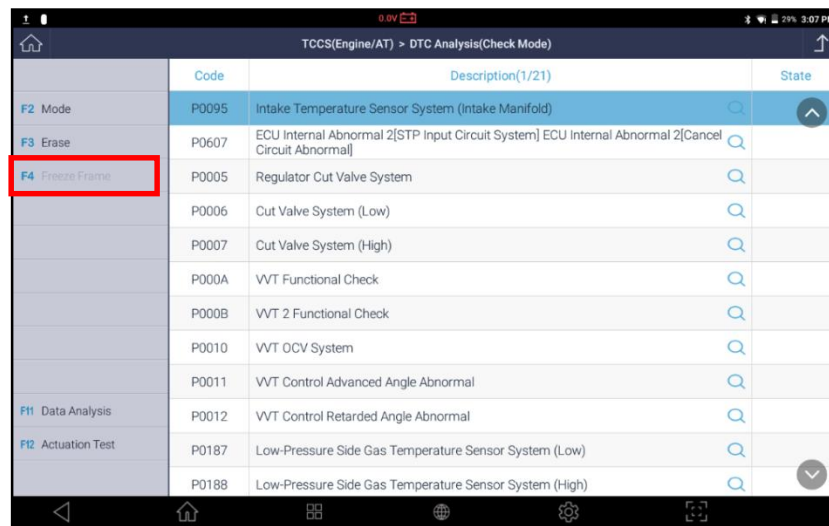 0.0V
29% 3:07 P
TCCS(Engine/AT) > DTC Analysis(Check Mode)
Code Description(1/21) State
F2 Mode
F3 Erase
F4 Freeze Frame
F11 Data Analysis
F12 Actuation Test
P0095 Intake Temperature Sensor System (Intake Manifold)
P0607 ECU Internal Abnormal 2[STP Input Circuit System] ECU Internal Abnormal 2[Cancel
Circuit Abnormal]
P0005 Regulator Cut Valve System
P0006 Cut Valve System (Low)
P0007 Cut Valve System (High)
P000A VVT Functional Check
P000B VVT 2 Functional Check
P0010 VVT OCV System
P0011 VVT Control Advanced Angle Abnormal
P0012 VVT Control Retarded Angle Abnormal
P0187 Low-Pressure Side Gas Temperature Sensor System (Low)
P0188 Low-Pressure Side Gas Temperature Sensor System (High)